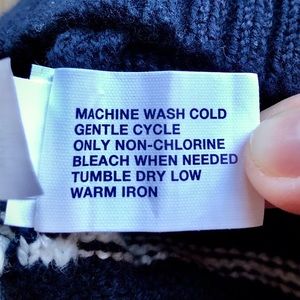 MACHINE WASH COLD
GENTLE CYCLE
ONLY NON-CHLORINE
BLEACH WHEN NEEDED
TUMBLE DRY LOW
WARM IRON